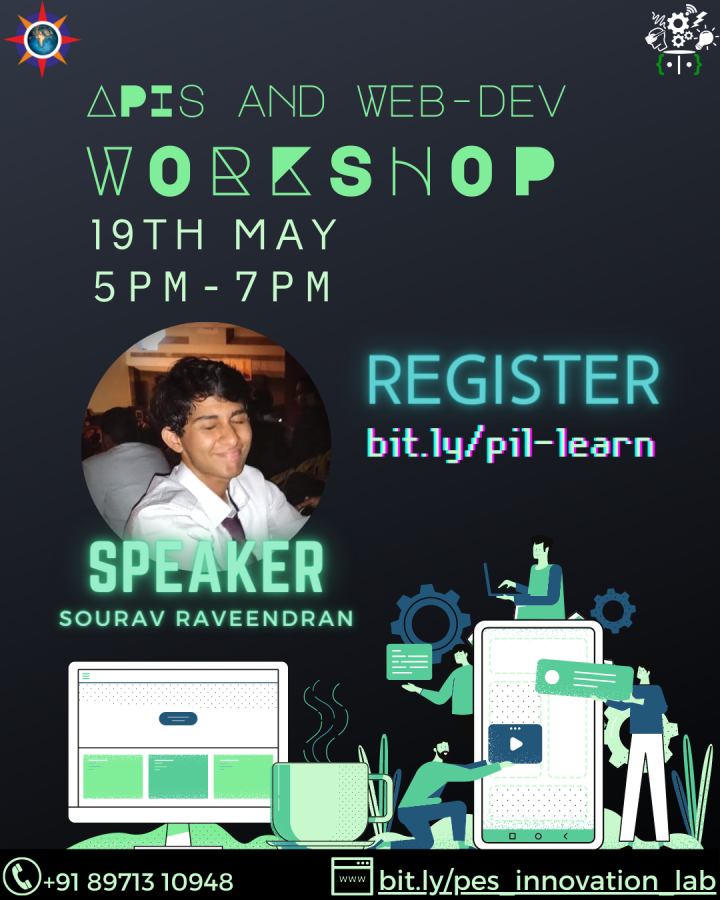 APIS AND WEB-DEV
WORKSHOP
19TH MAY
5PM-7PM
REGISTER
bit.ly/pil-learn
SPEAKER
SOURAV RAVEENDRAN
+91 89713 10948
www
bit.ly/pes_innovation_lab